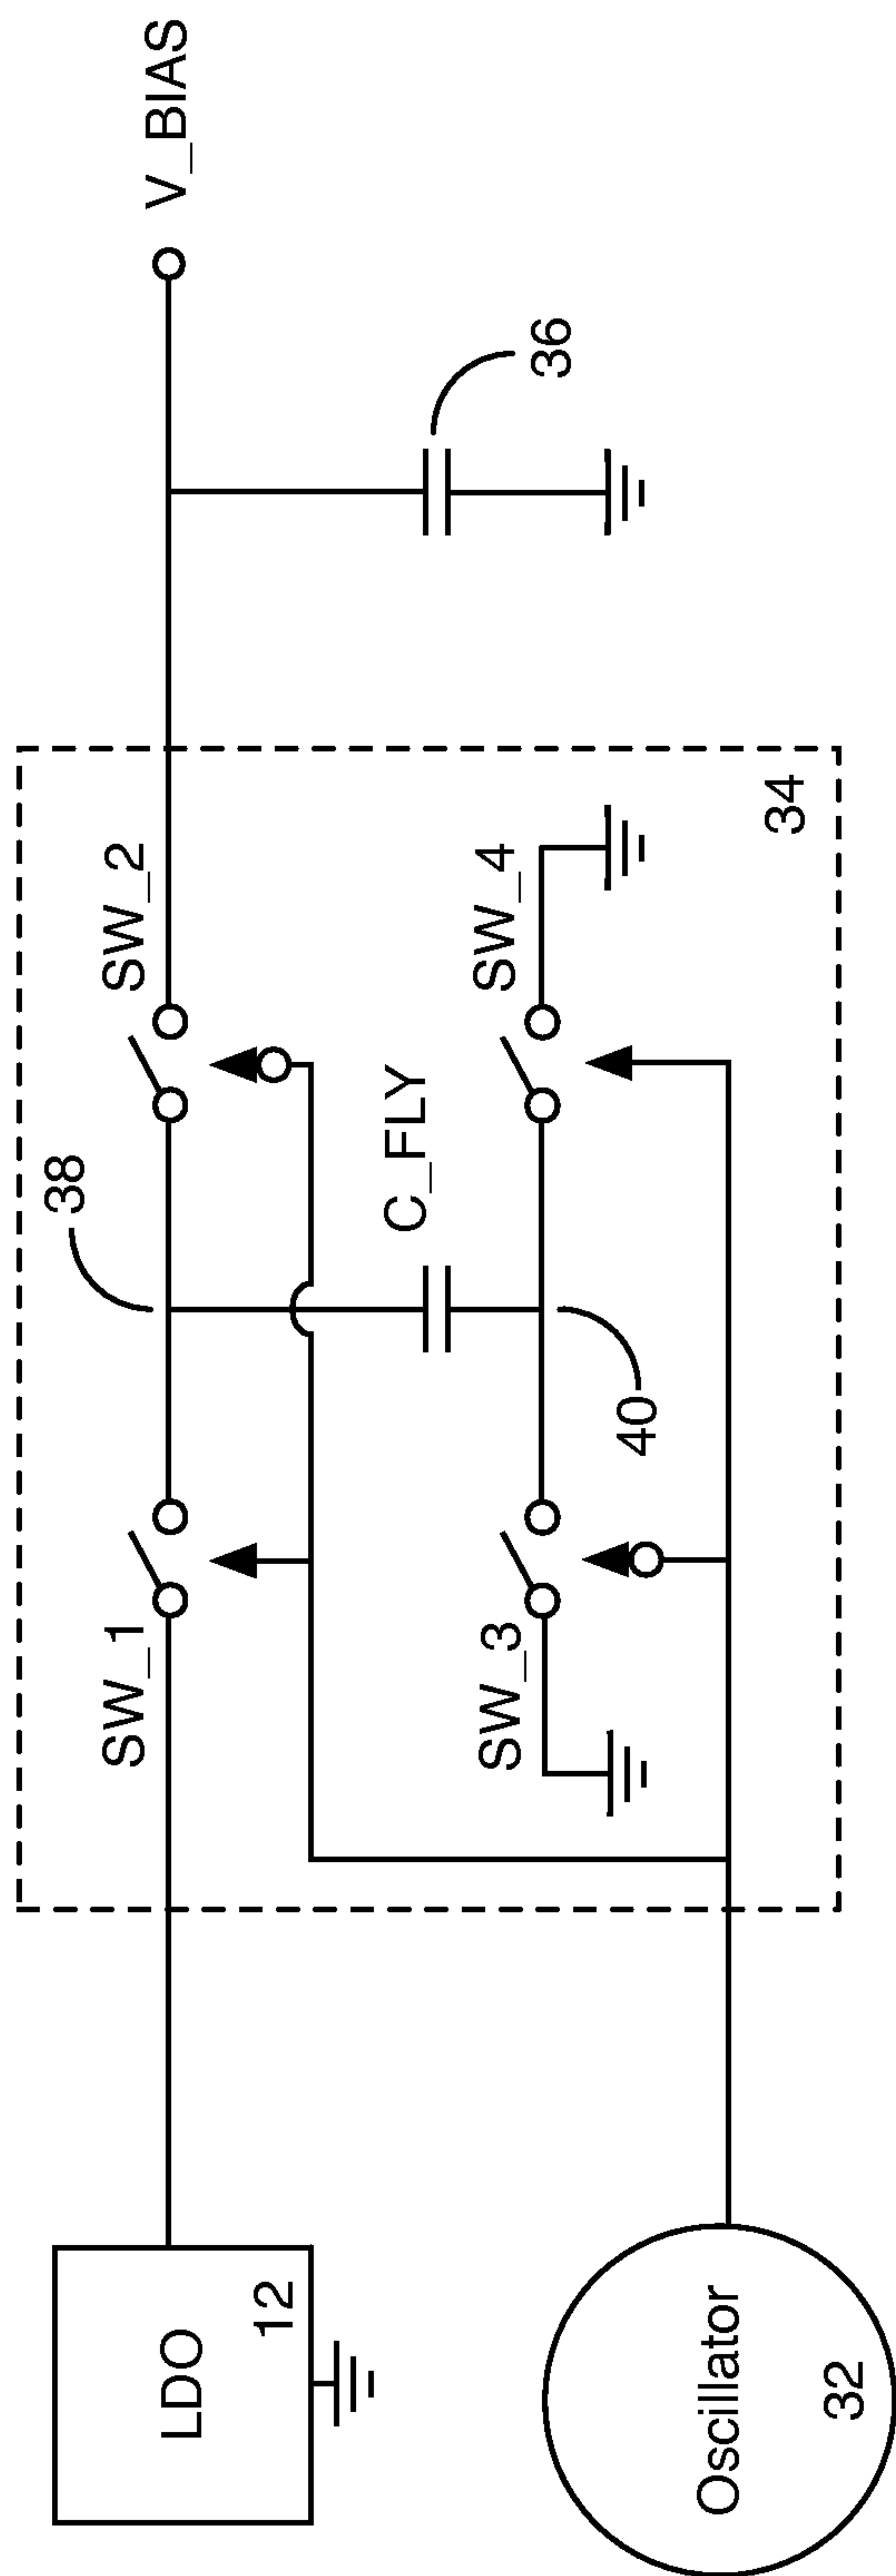 SW_1
38
SW_2
V_BIAS
LDO
12
C_FLY
36
SW_3
40
SW_4
Oscillator
32
34